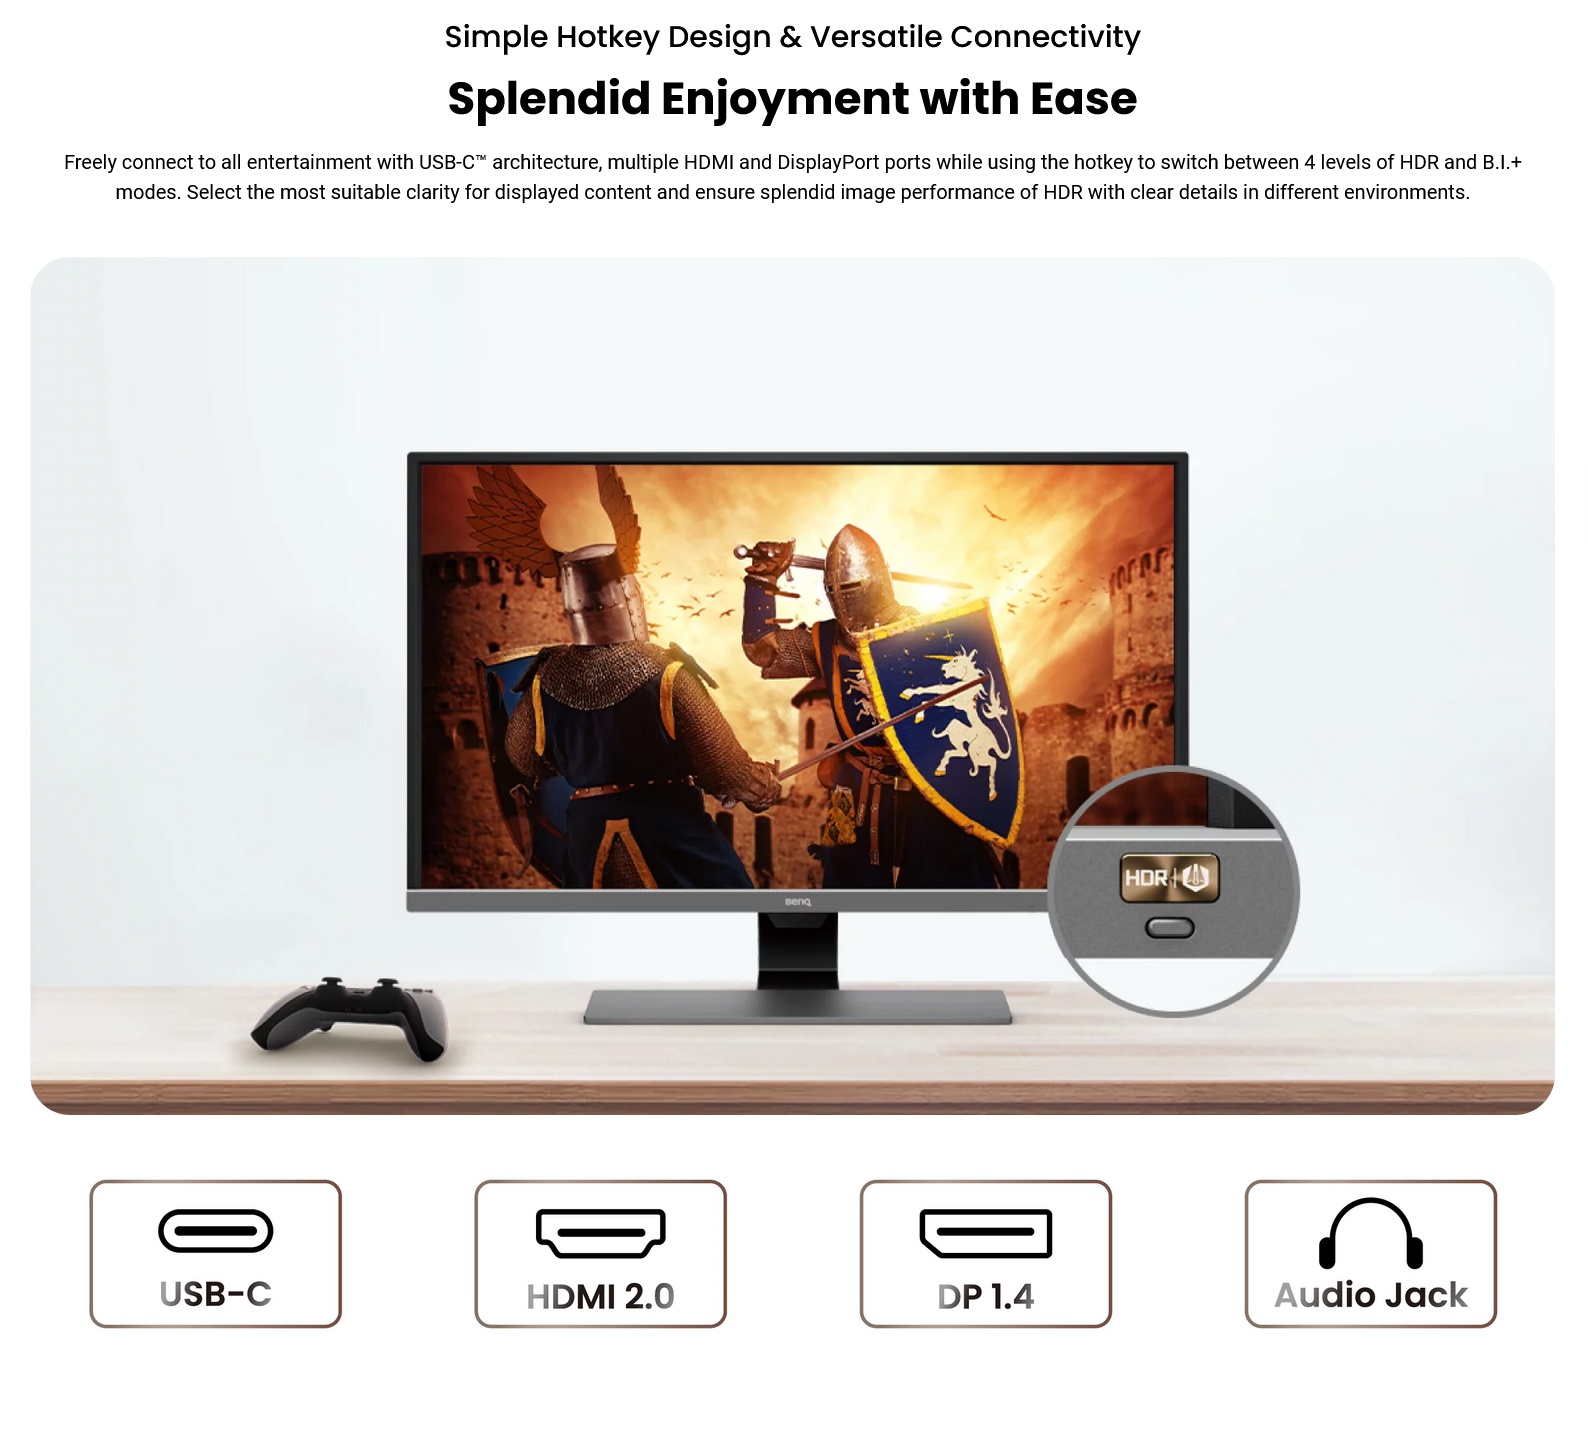 Simple Hotkey Design & Versatile Connectivity
Splendid Enjoyment with Ease
Freely connect to all entertainment with USB-C™ architecture, multiple HDMI and DisplayPort ports while using the hotkey to switch between 4 levels of HDR and B.I.+
modes. Select the most suitable clarity for displayed content and ensure splendid image performance of HDR with clear details in different environments.
BenQ
HDR
USB-C
HDMI 2.0
DP 1.4
Audio Jack